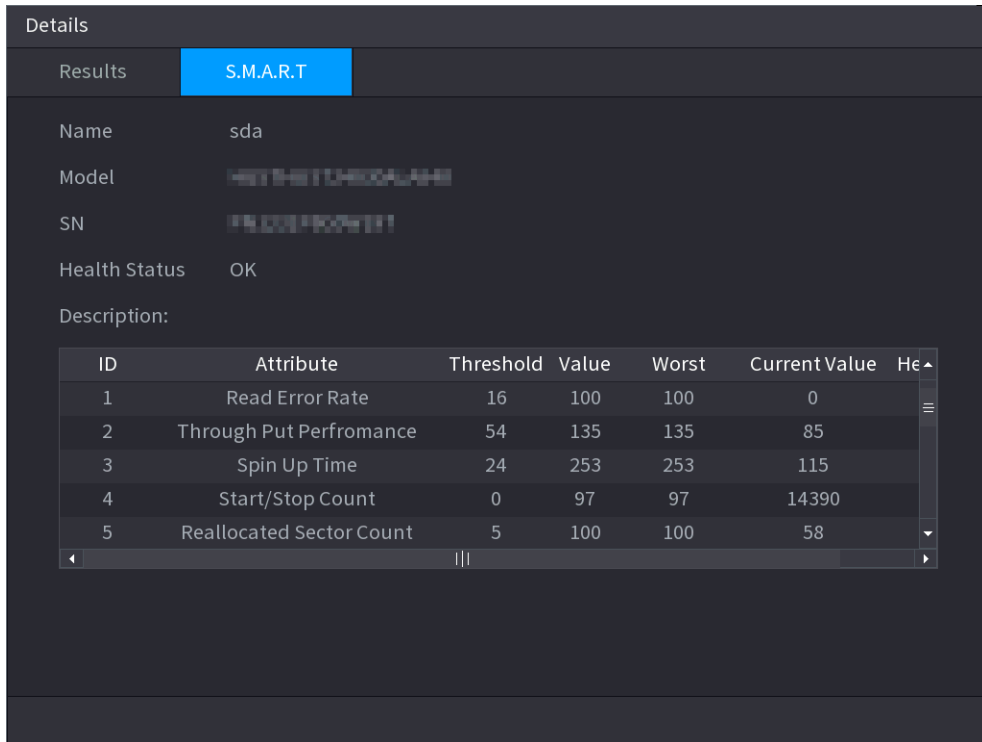 Details
Results S.M.A.R.T
Name sda
Model
SN
Health Status OK
Description:
ID Attribute Threshold Value Worst Current Value He
1 Read Error Rate 16 100 100 0
2 Through Put Perfromance 54 135 135 85
3 Spin Up Time 24 253 253 115
4 Start/Stop Count 0 97 97 14390
5 Reallocated Sector Count 5 100 100 58